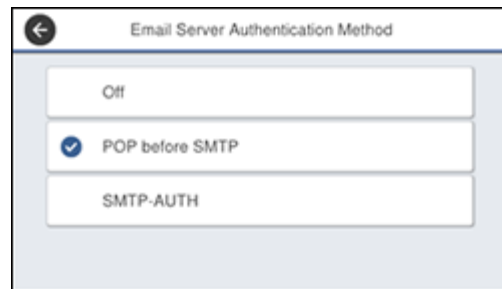 Email Server Authentication Method
Off
POP before SMTP
SMTP-AUTH